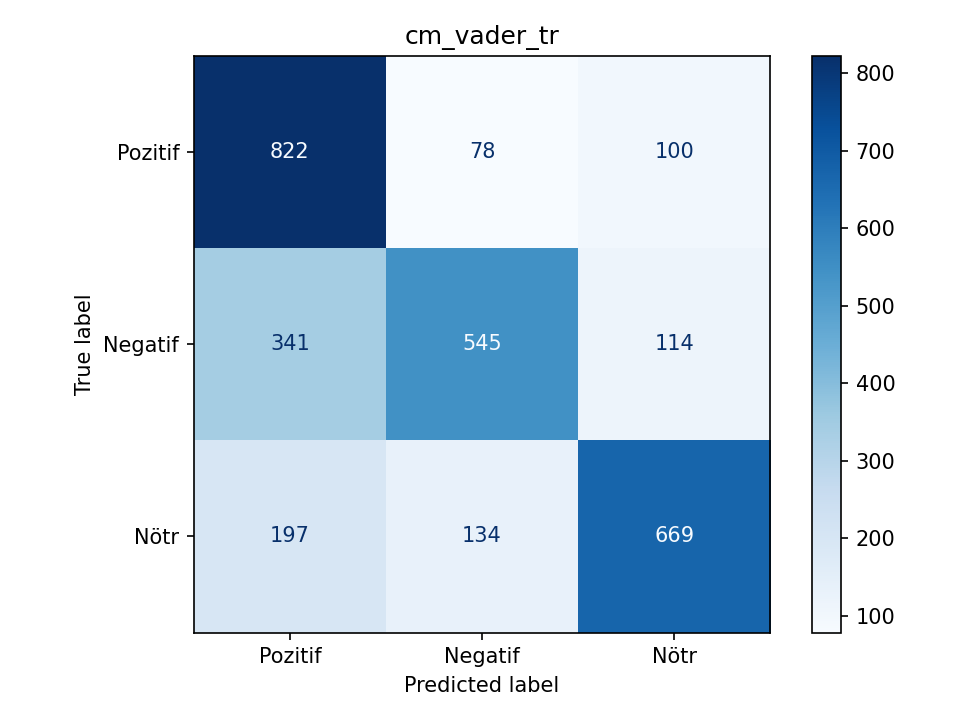 cm_vader_tr
True label
Pozitif
822
78
100
Negatif
341
545
114
Nötr
197
134
669
Pozitif
Negatif
Nötr
Predicted label
800
700
600
500
400
300
200
100